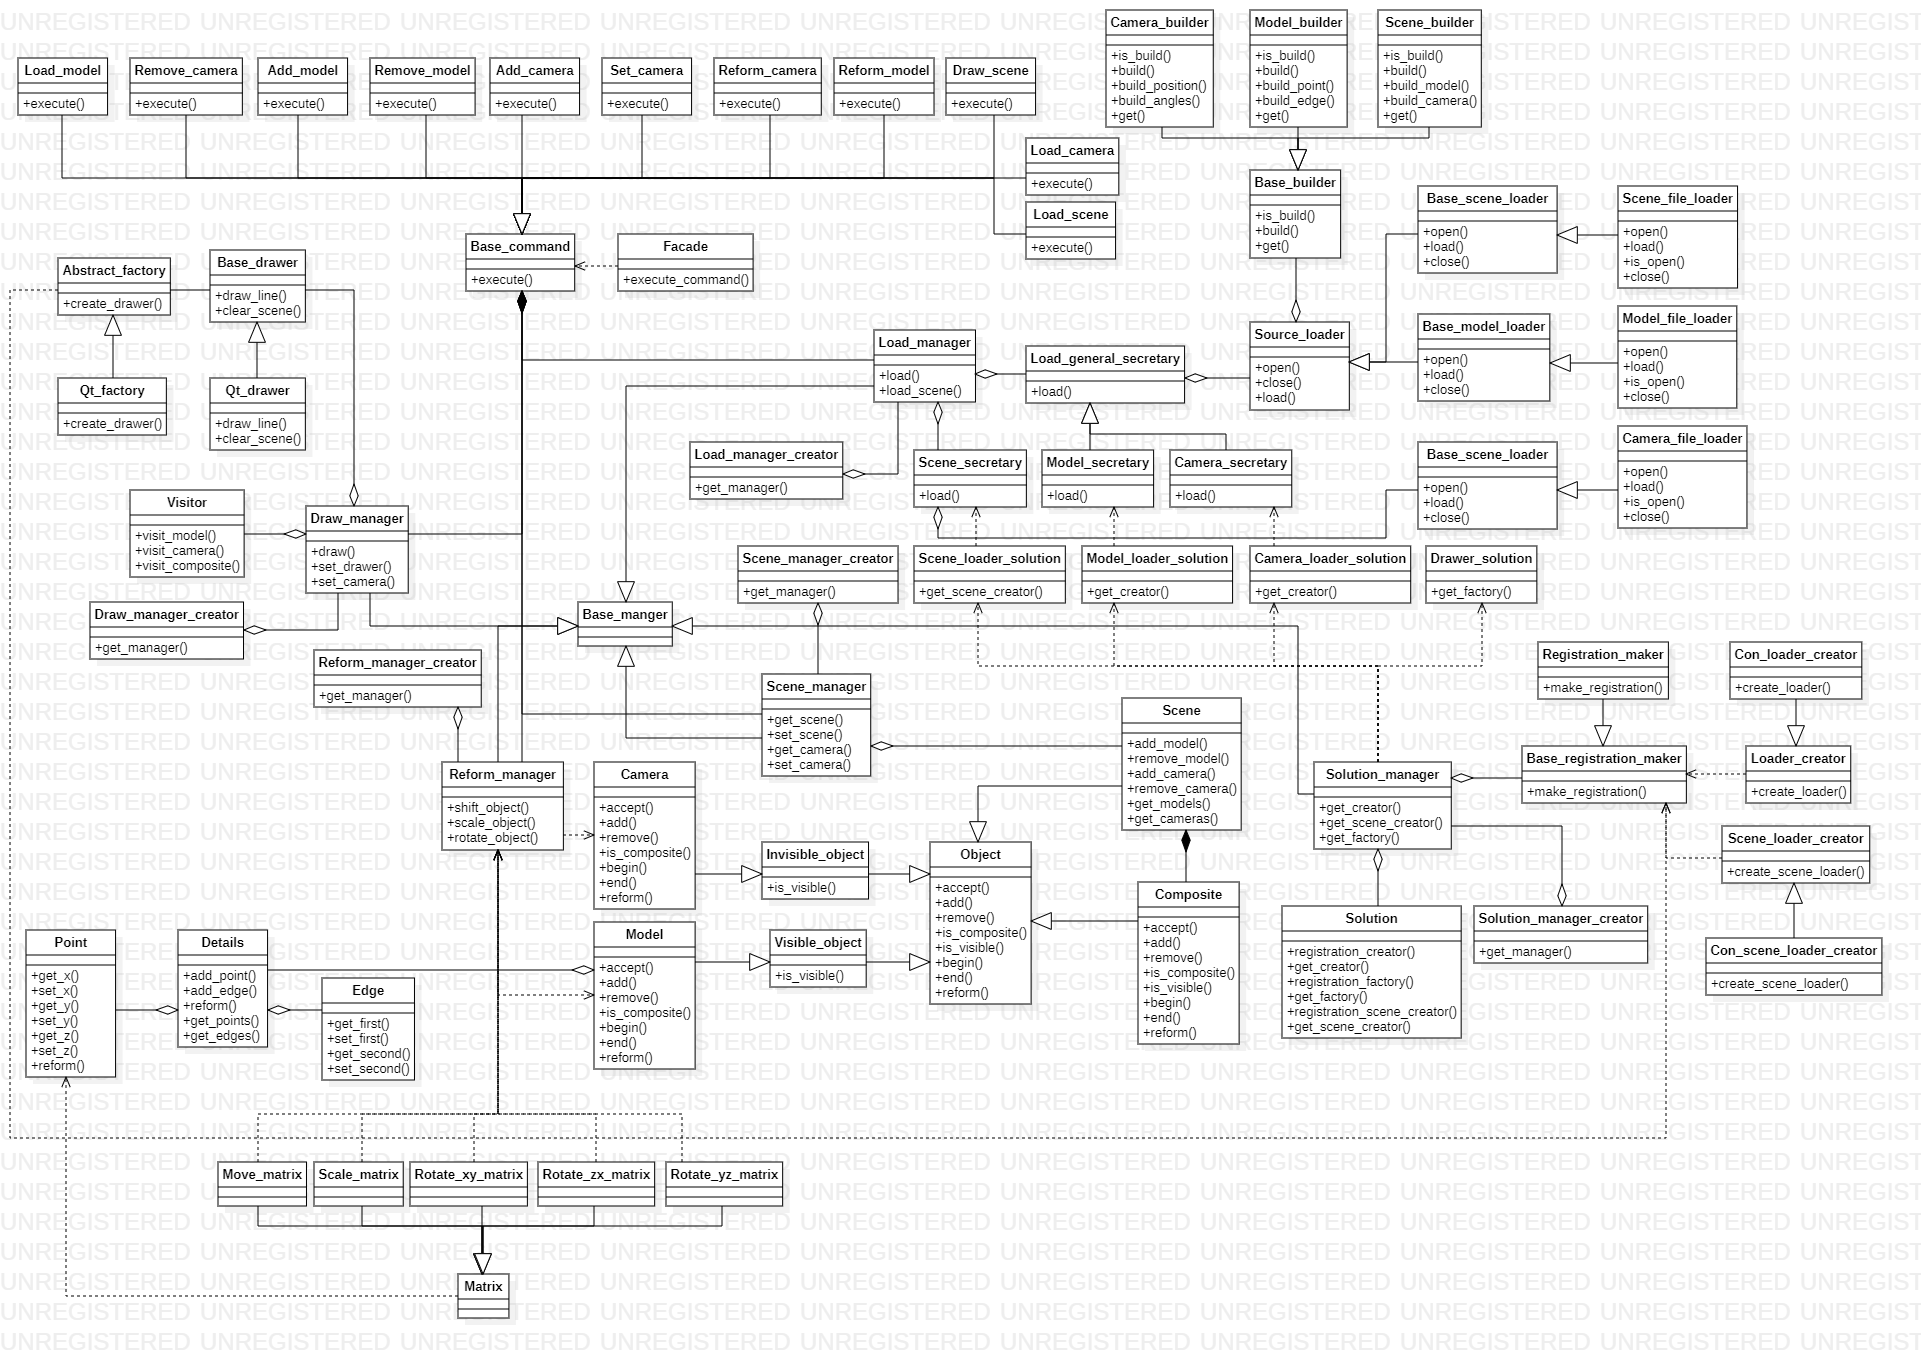 Camera_builder
+is_build()
+build()
+build_position()
+build_angles()
+get()
Model_builder
+is_build()
+build()
+build_point()
+build_edge()
+get()
Scene_builder
+is_build()
+build()
+build_model()
+build_camera()
+get()
Load_model
+execute()
Remove_camera
+execute()
Add_model
+execute()
Remove_model
+execute()
Add_camera
+execute()
Set_camera
+execute()
Reform_camera
+execute()
Reform_model
+execute()
Draw_scene
+execute()
Load_camera
+execute()
Load_scene
+execute()
Base_builder
+is_build()
+build()
+get()
Base_scene_loader
+open()
+load()
+close()
Scene_file_loader
+open()
+load()
+is_open()
+close()
Base_command
+execute()
Facade
+execute_command()
Abstract_factory
+create_drawer()
Base_drawer
+draw_line()
+clear_scene()
Qt_factory
+create_drawer()
Qt_drawer
+draw_line()
+clear_scene()
Load_manager
+load()
+load_scene()
Load_general_secretary
+load()
Source_loader
+open()
+close()
+load()
Base_model_loader
+open()
+load()
+close()
Model_file_loader
+open()
+load()
+is_open()
+close()
Load_manager_creator
+get_manager()
Scene_secretary
+load()
Model_secretary
+load()
Camera_secretary
+load()
Base_scene_loader
+open()
+load()
+close()
Camera_file_loader
+open()
+load()
+is_open()
+close()
Visitor
+visit_model()
+visit_camera()
+visit_composite()
Draw_manager
+draw()
+set_drawer()
+set_camera()
Scene_manager_creator
+get_manager()
Scene_loader_solution
+get_scene_creator()
Model_loader_solution
+get_creator()
Camera_loader_solution
+get_creator()
Drawer_solution
+get_factory()
Draw_manager_creator
+get_manager()
Base_manger
Reform_manager_creator
+get_manager()
Scene_manager
+get_scene()
+set_scene()
+get_camera()
+set_camera()
Scene
+add_model()
+remove_model()
+add_camera()
+remove_camera()
+get_models()
+get_cameras()
Registration_maker
+make_registration()
Con_loader_creator
+create_loader()
Reform_manager
+shift_object()
+scale_object()
+rotate_object()
Camera
+accept()
+add()
+remove()
+is_composite()
+begin()
+end()
+reform()
Solution_manager
+get_creator()
+get_scene_creator()
+get_factory()
Base_registration_maker
+make_registration()
Loader_creator
+create_loader()
Invisible_object
+is_visible()
Object
+accept()
+add()
+remove()
+is_composite()
+is_visible()
+begin()
+end()
+reform()
Scene_loader_creator
+create_scene_loader()
Composite
+accept()
+add()
+remove()
+is_composite()
+is_visible()
+begin()
+end()
+reform()
Solution
+registration_creator()
+get_creator()
+registration_factory()
+get_factory()
+registration_scene_creator()
+get_scene_creator()
Solution_manager_creator
+get_manager()
Con_scene_loader_creator
+create_scene_loader()
Point
+get_x()
+set_x()
+get_y()
+set_y()
+get_z()
+set_z()
+reform()
Details
+add_point()
+add_edge()
+reform()
+get_points()
+get_edges()
Edge
+get_first()
+set_first()
+get_second()
+set_second()
Model
+accept()
+add()
+remove()
+is_composite()
+begin()
+end()
+reform()
Visible_object
+is_visible()
Move_matrix
Scale_matrix
Rotate_xy_matrix
Rotate_zx_matrix
Rotate_yz_matrix
Matrix